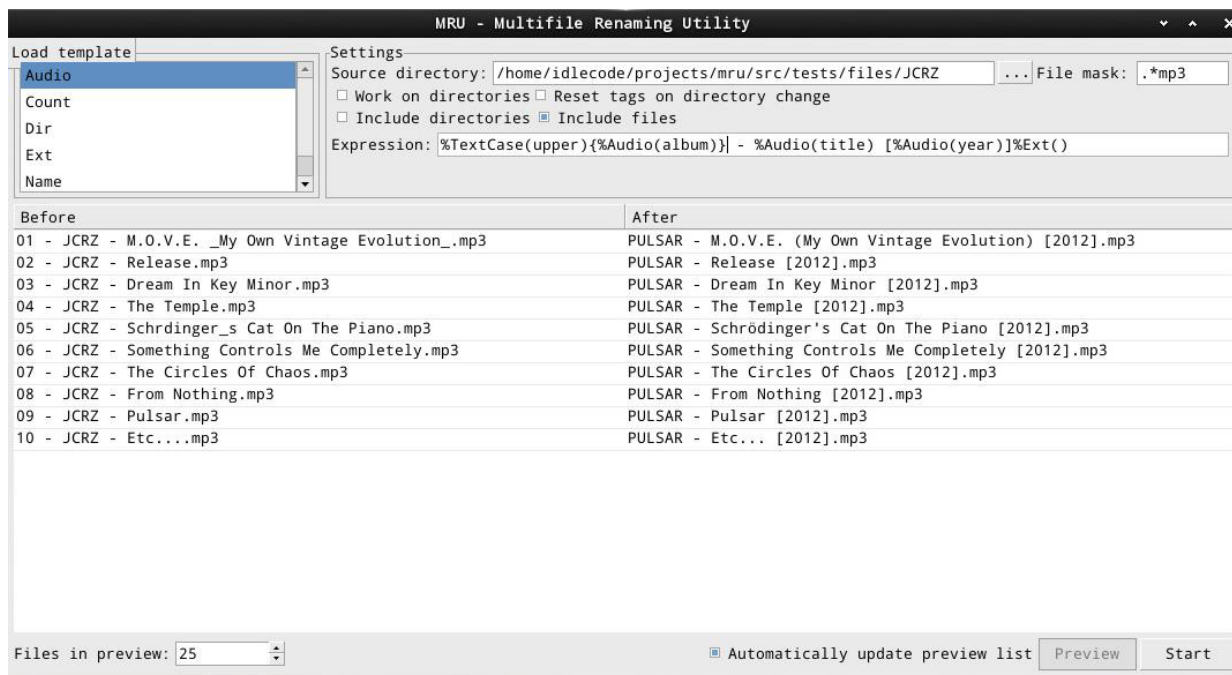 MRU - Multifile Renaming Utility
Load template
Audio
Count
Dir
Ext
Name
Settings
Source directory: /home/idlecode/projects/mru/src/tests/files/JCRZ ... File mask: .*mp3
Work on directories Reset tags on directory change
Include directories Include files
Expression: %TextCase(upper){%Audio(album)} - %Audio(title) [%Audio(year)]%Ext()
Before After
01 - JCRZ - M.O.V.E. _My Own Vintage Evolution_.mp3 PULSAR - M.O.V.E. (My Own Vintage Evolution) [2012].mp3
02 - JCRZ - Release.mp3 PULSAR - Release [2012].mp3
03 - JCRZ - Dream In Key Minor.mp3 PULSAR - Dream In Key Minor [2012].mp3
04 - JCRZ - The Temple.mp3 PULSAR - The Temple [2012].mp3
05 - JCRZ - Schrdinger_s Cat On The Piano.mp3 PULSAR - Schrödinger's Cat On The Piano [2012].mp3
06 - JCRZ - Something Controls Me Completely.mp3 PULSAR - Something Controls Me Completely [2012].mp3
07 - JCRZ - The Circles Of Chaos.mp3 PULSAR - The Circles Of Chaos [2012].mp3
08 - JCRZ - From Nothing.mp3 PULSAR - From Nothing [2012].mp3
09 - JCRZ - Pulsar.mp3 PULSAR - Pulsar [2012].mp3
10 - JCRZ - Etc....mp3 PULSAR - Etc... [2012].mp3
Files in preview: 25 Automatically update preview list Preview Start